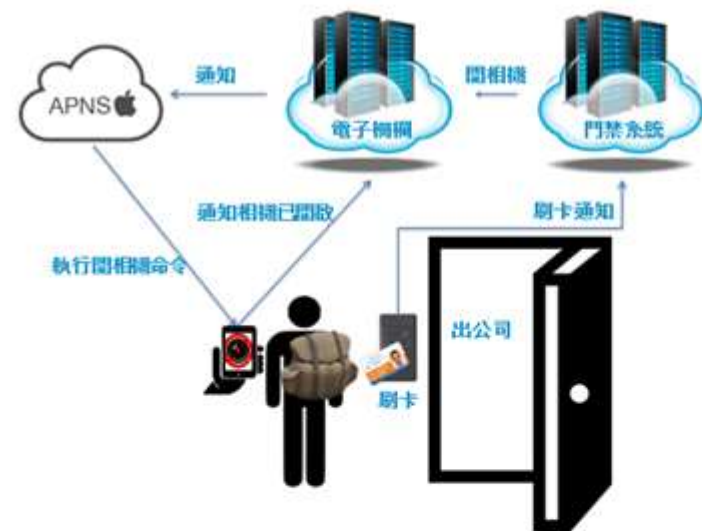 通知
開相機
APNS
電子柵欄
門禁系統
通知相機已開啟
刷卡通知
執行開相機命令
出公司
刷卡